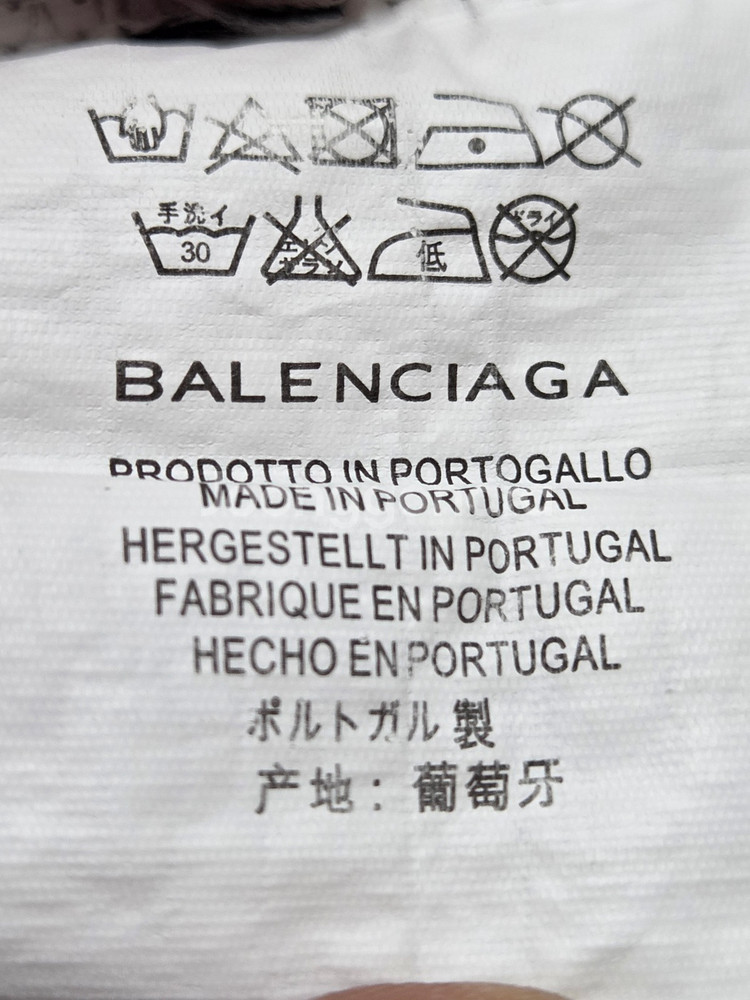 手洗イ
30
低
ドライ
BALENCIAGA
PRODOTTO IN PORTOGALLO
MADE IN PORTUGAL
HERGESTELLT IN PORTUGAL
FABRIQUE EN PORTUGAL
HECHO EN PORTUGAL
ポルトガル製
产地：葡萄牙